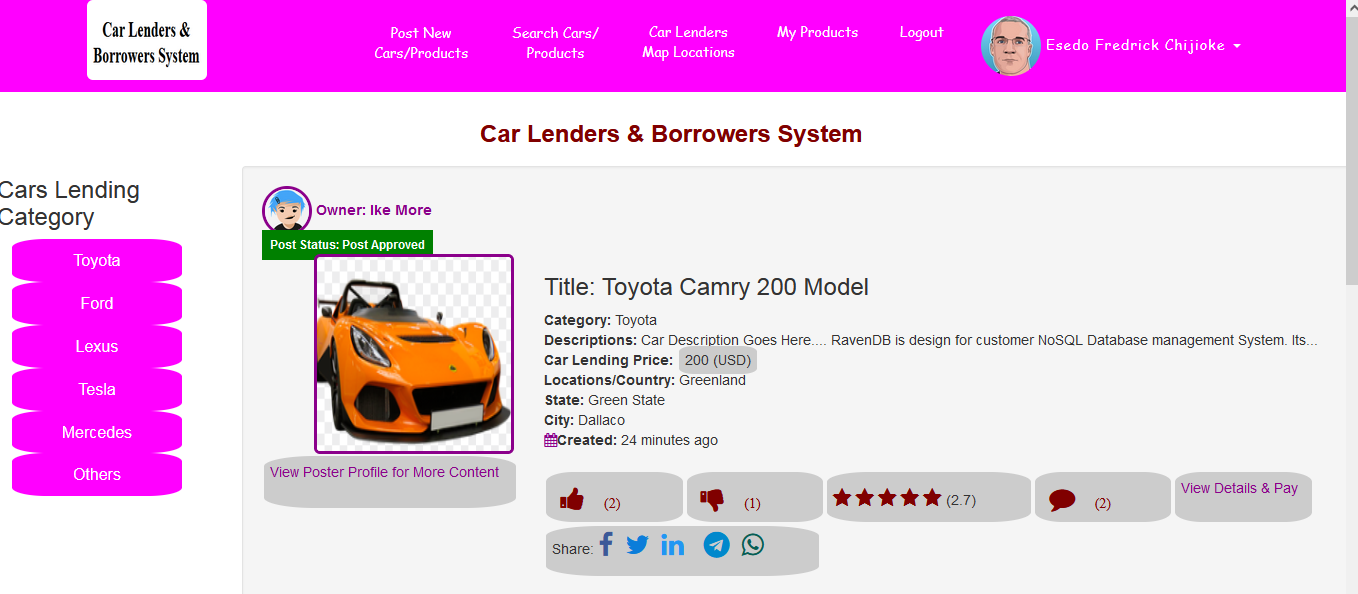 Car Lenders &
Borrowers System
Post New
Cars/Products
Search Cars/
Products
Car Lenders
Map Locations
My Products
Logout
Esedo Fredrick Chijioke
Car Lenders & Borrowers System
Cars Lending
Category
Toyota
Ford
Lexus
Tesla
Mercedes
Others
Owner: Ike More
Post Status: Post Approved
View Poster Profile for More Content
Title: Toyota Camry 200 Model
Category: Toyota
Descriptions: Car Description Goes Here.... RavenDB is design for customer NoSQL Database management System. Its...
Car Lending Price: 200 (USD)
Locations/Country: Greenland
State: Green State
City: Dallaco
Created: 24 minutes ago
(2)
(1)
(2.7)
(2)
View Details & Pay
Share: